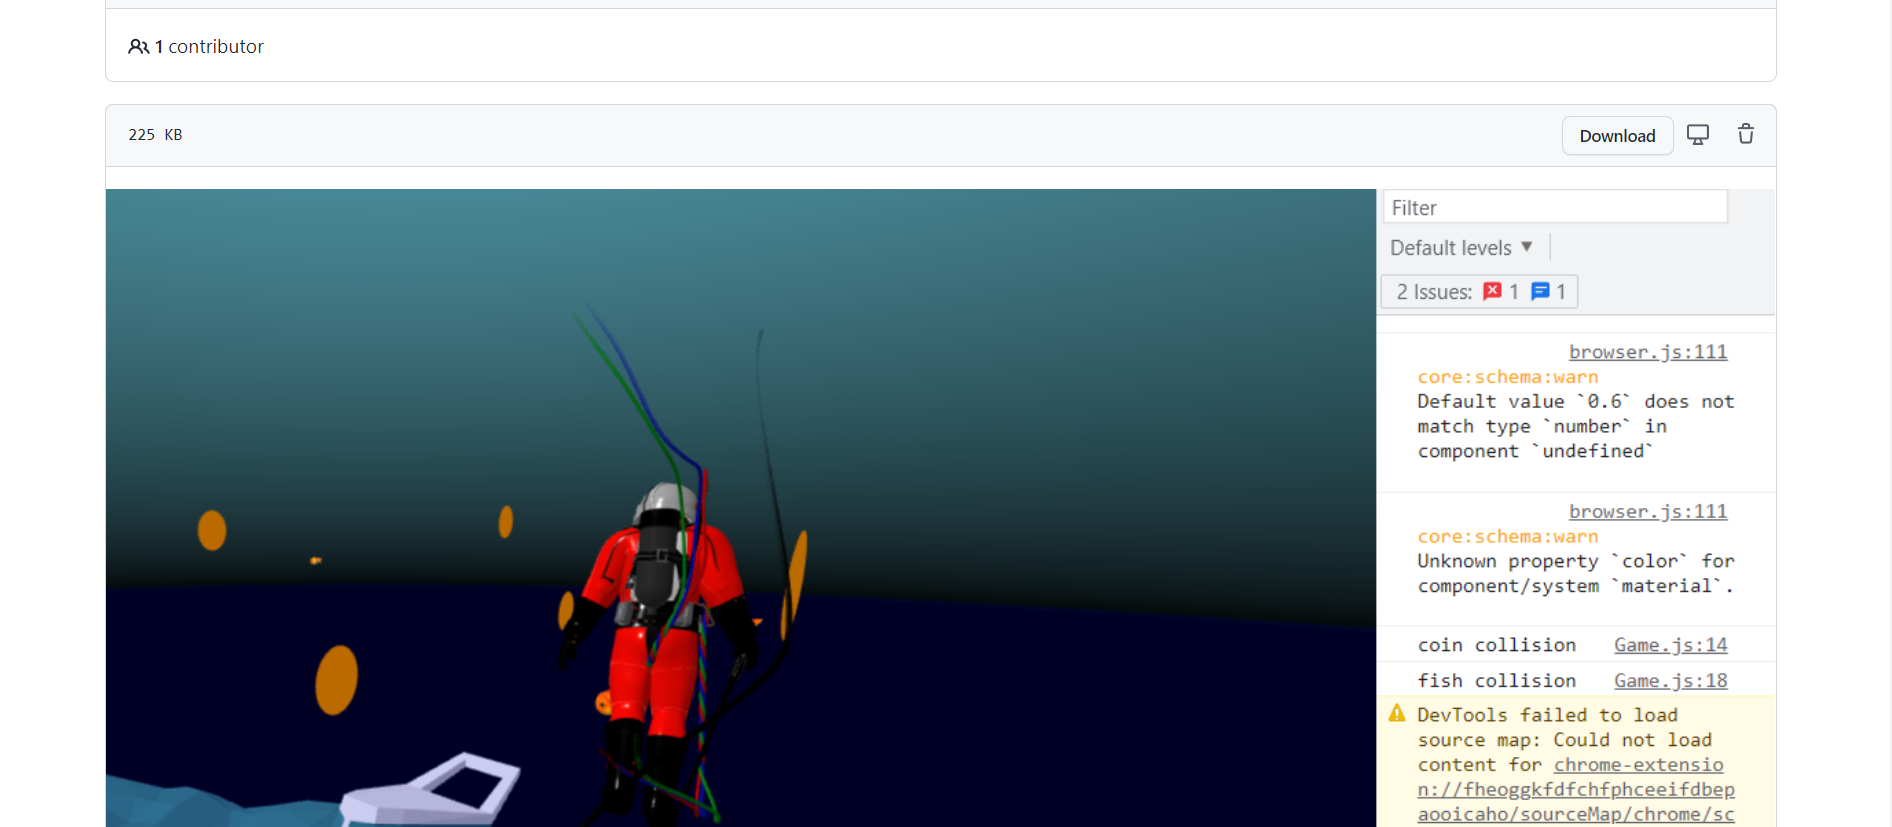 1 contributor
225 KB
Download
Filter
Default levels ▼
2 Issues: 1 1
browser.js:111
core:schema:warn
Default value `0.6` does not
match type `number` in
component `undefined`
browser.js:111
core:schema:warn
Unknown property `color` for
component/system `material`.
coin collision Game.js:14
fish collision Game.js:18
DevTools failed to load
source map: Could not load
content for chrome-extensio
n://fheoggkfdfchfphceeifdbep
aooicaho/sourceMap/chrome/sc